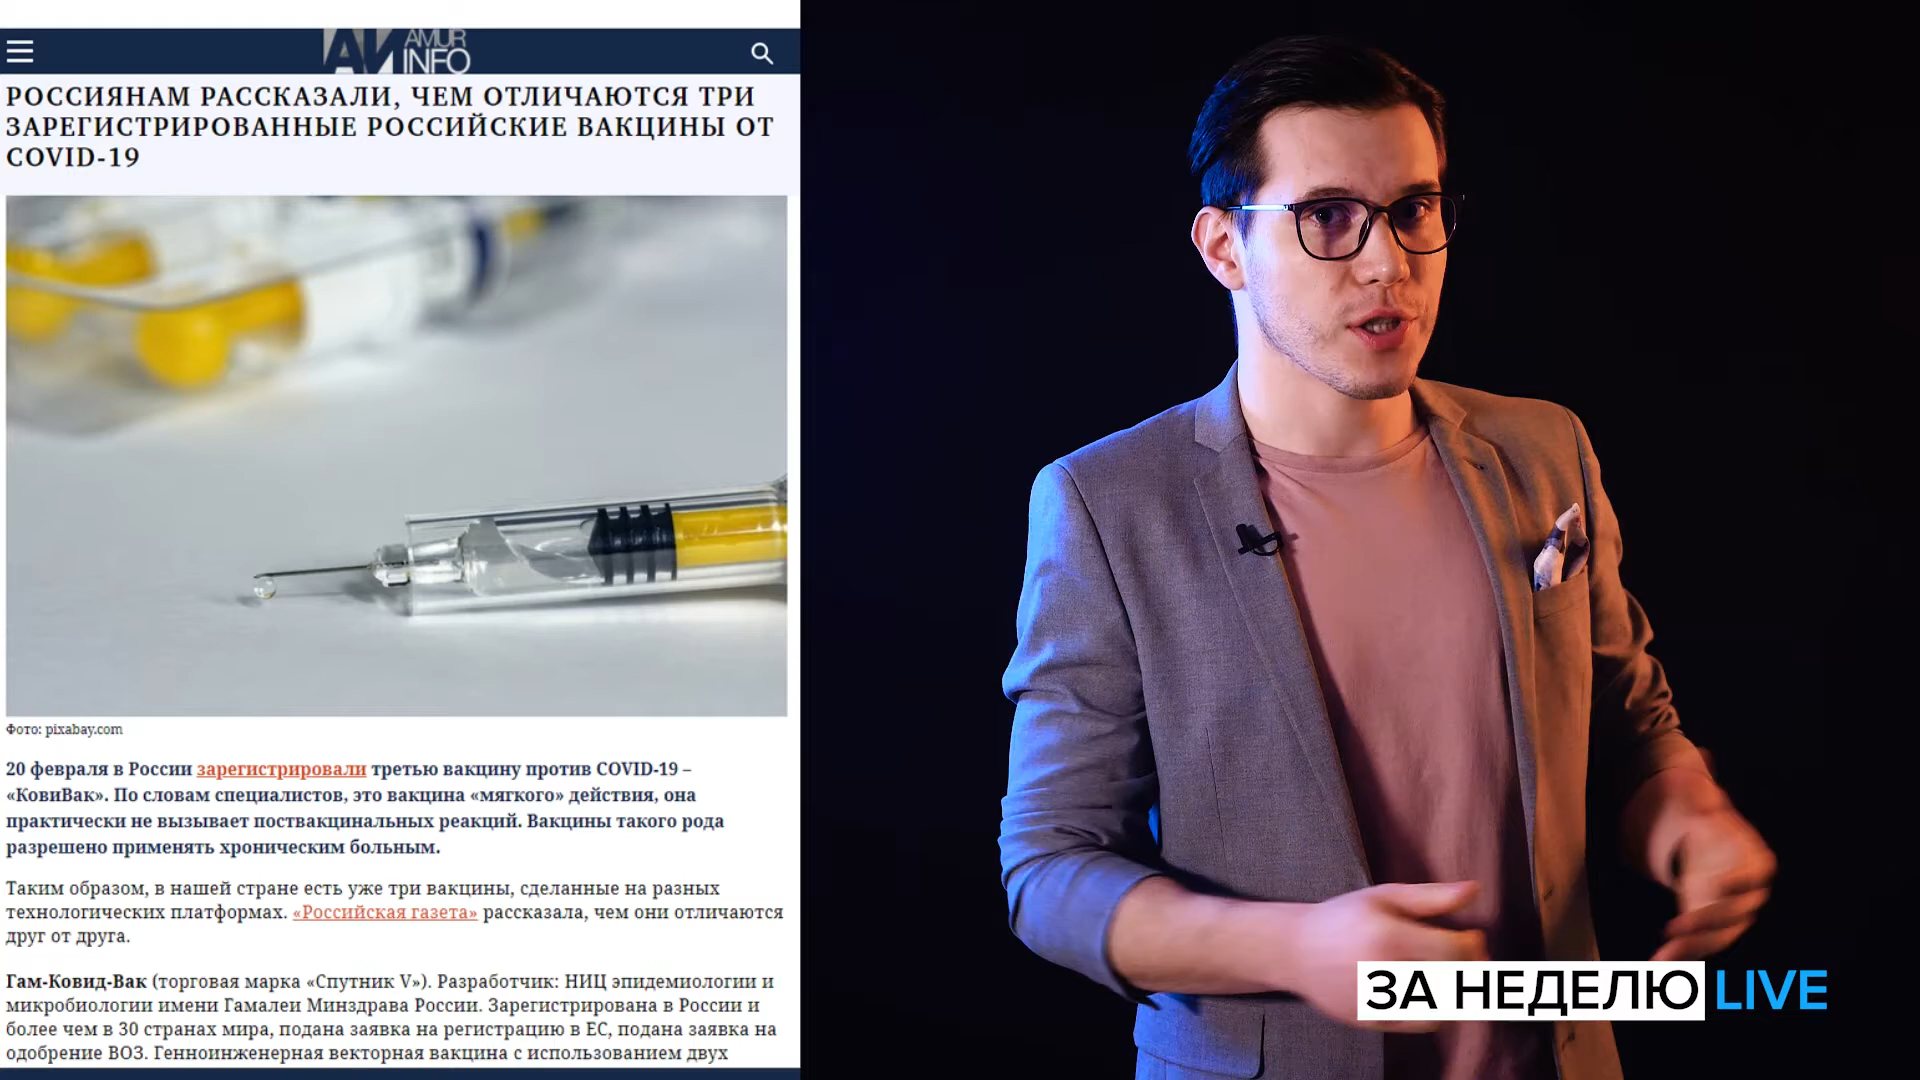 AMUR
INFO
РОССИЯНАМ РАССКАЗАЛИ, ЧЕМ ОТЛИЧАЮТСЯ ТРИ
ЗАРЕГИСТРИРОВАННЫЕ РОССИЙСКИЕ ВАКЦИНЫ ОТ
COVID-19
Фото: pixabay.com
20 февраля в России зарегистрировали третью вакцину против COVID-19 –
«КовиВак». По словам специалистов, это вакцина «мягкого» действия, она
практически не вызывает поствакцинальных реакций. Вакцины такого рода
разрешено применять хроническим больным.
Таким образом, в нашей стране есть уже три вакцины, сделанные на разных
технологических платформах. «Российская газета» рассказала, чем они отличаются
друг от друга.
Гам-Ковид-Вак (торговая марка «Спутник V»). Разработчик: НИЦ эпидемиологии и
микробиологии имени Гамалеи Минздрава России. Зарегистрирована в России и
более чем в 30 странах мира, подана заявка на регистрацию в ЕС, подана заявка на
одобрение ВОЗ. Генноинженерная векторная вакцина с использованием двух
ЗА НЕДЕЛЮ LIVE